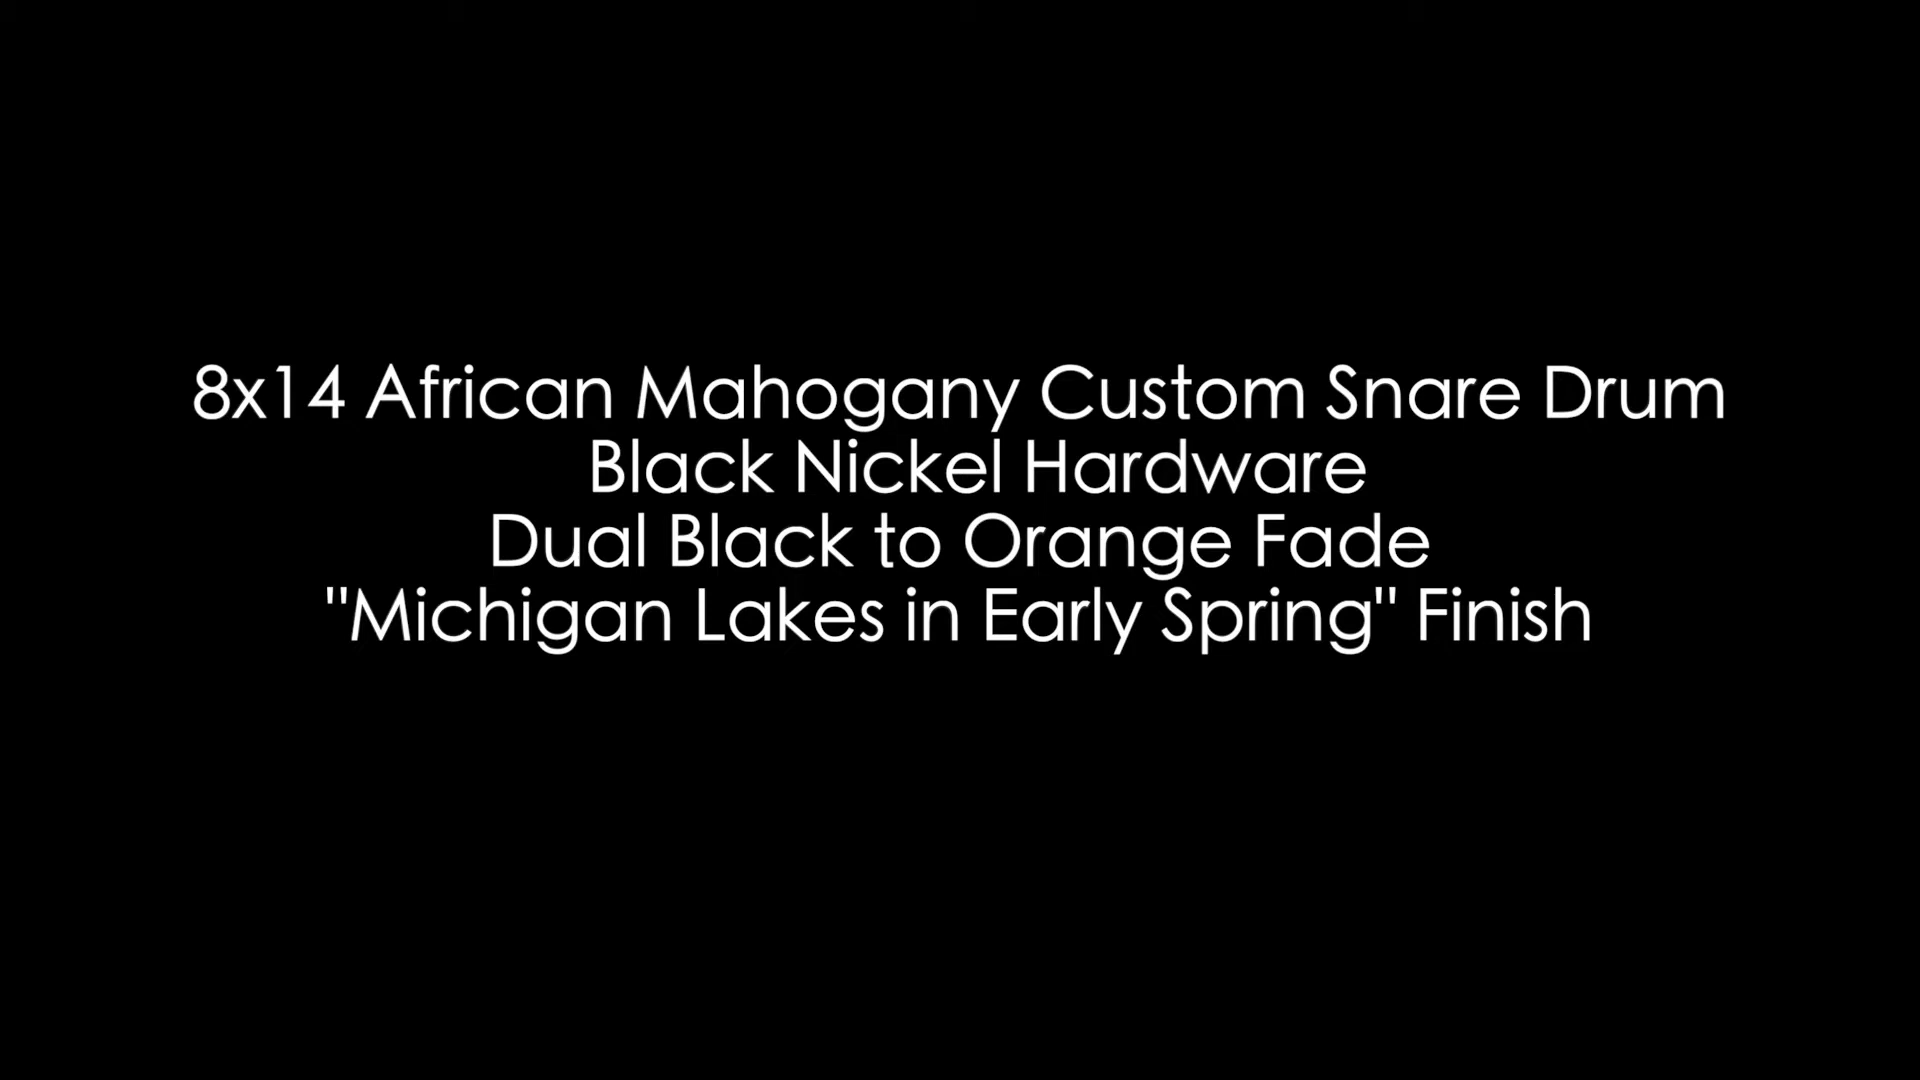 8x14 African Mahogany Custom Snare Drum
Black Nickel Hardware
Dual Black to Orange Fade
"Michigan Lakes in Early Spring" Finish